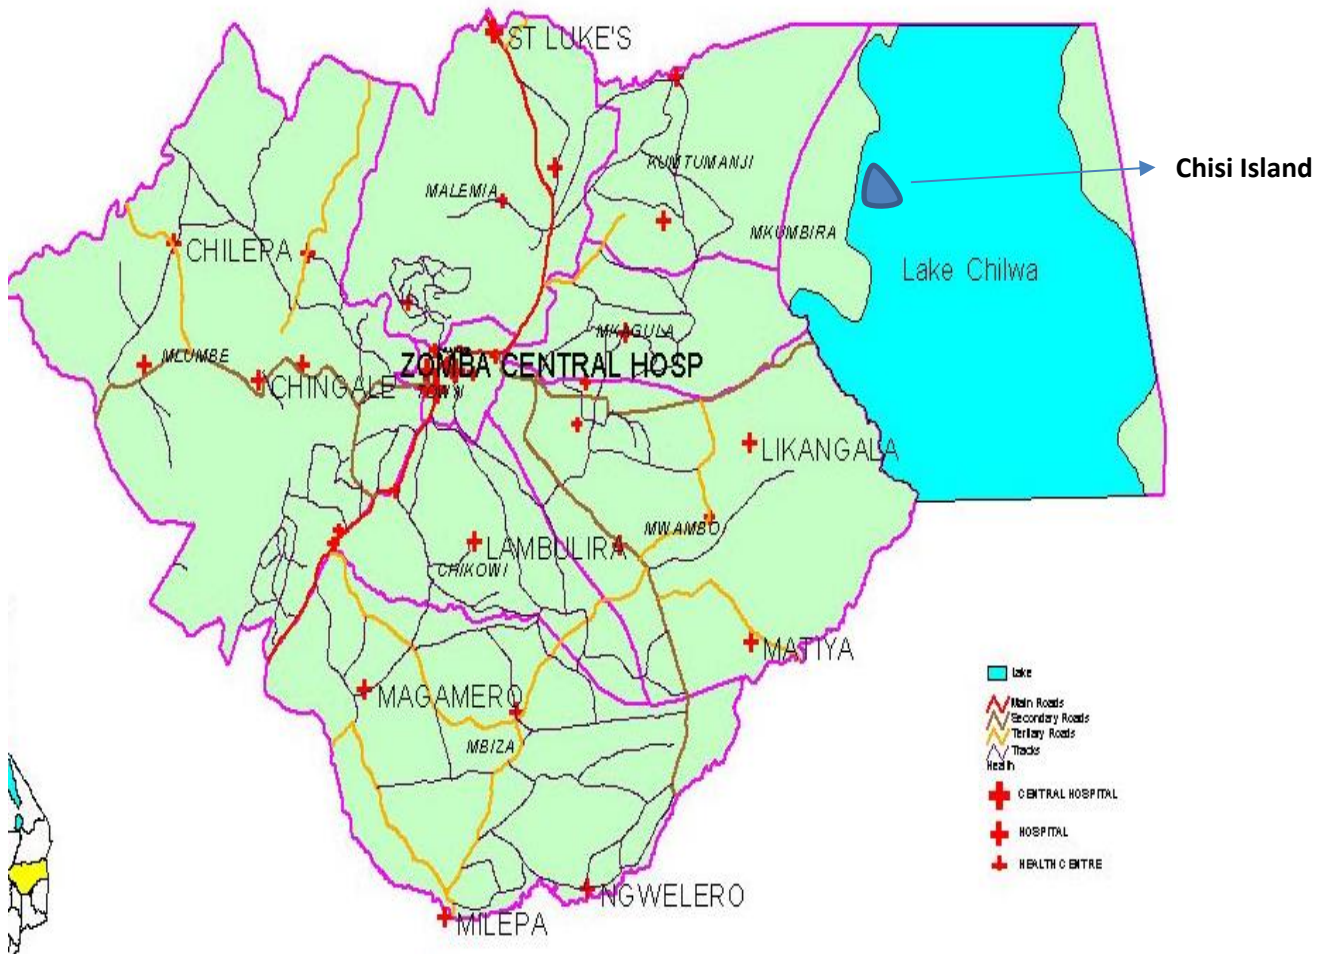 ST LUKE'S
KUMTUMANJI
Chisi Island
MALEMIA
MKUMBIRA
CHILEPA
Lake Chilwa
MKAGULA
MLUMBE
ZOMBA CENTRAL HOSP
CHINGALE
TOWN
LIKANGALA
MWAMBO
LAMBULIRA
CHIKOWI
MATIYA
MAGAMERO
MBIZA
NGWELERO
MILEPA
Lake
Main Roads
Secondary Roads
Tertiary Roads
Tracks
Health
CENTRAL HOSPITAL
HOSPITAL
HEALTH CENTRE